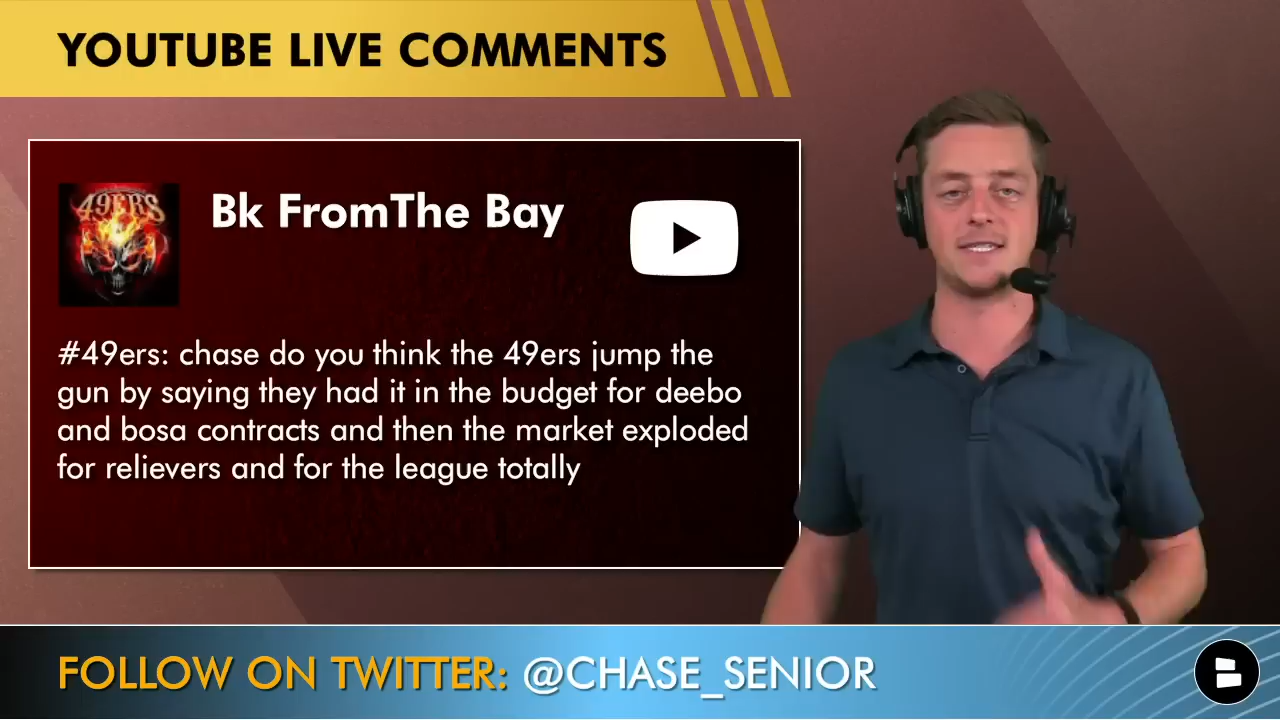 YOUTUBE LIVE COMMENTS
49ERS
Bk FromThe Bay
#49ers: chase do you think the 49ers jump the
gun by saying they had it in the budget for deebo
and bosa contracts and then the market exploded
for relievers and for the league totally
FOLLOW ON TWITTER: @CHASE_SENIOR